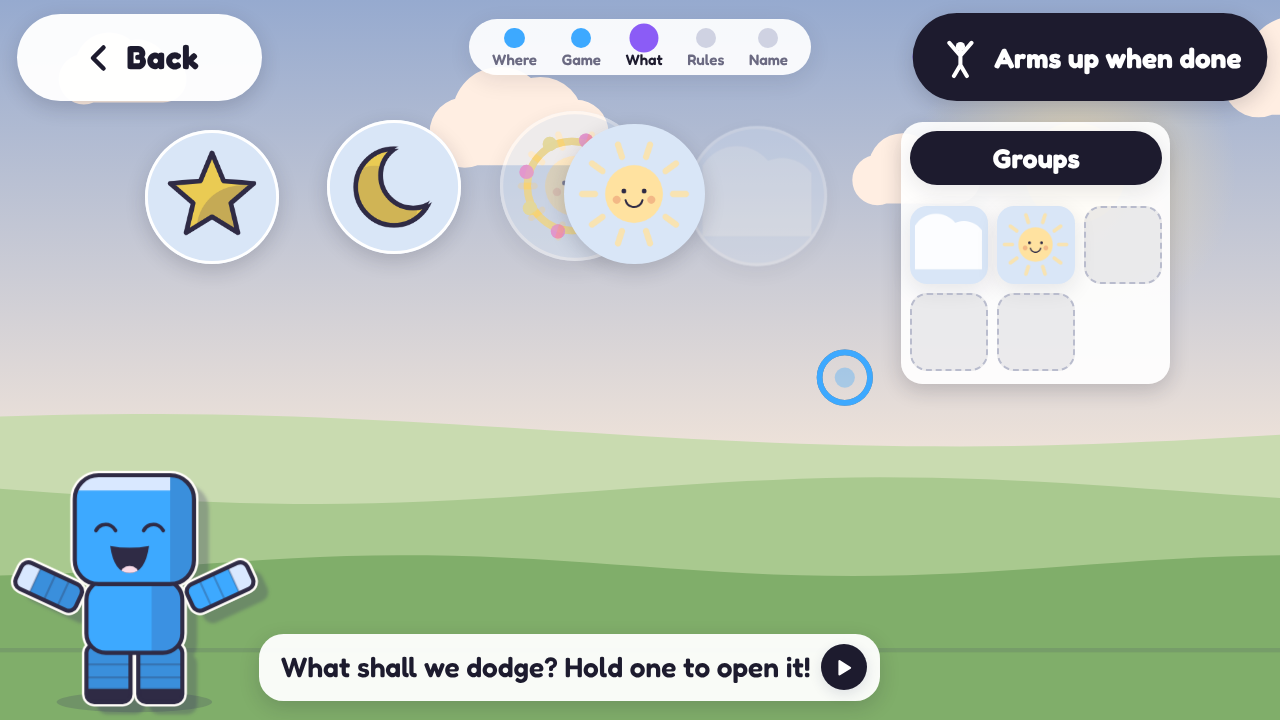 Back
Where Game What Rules Name
Arms up when done
Groups
What shall we dodge? Hold one to open it!